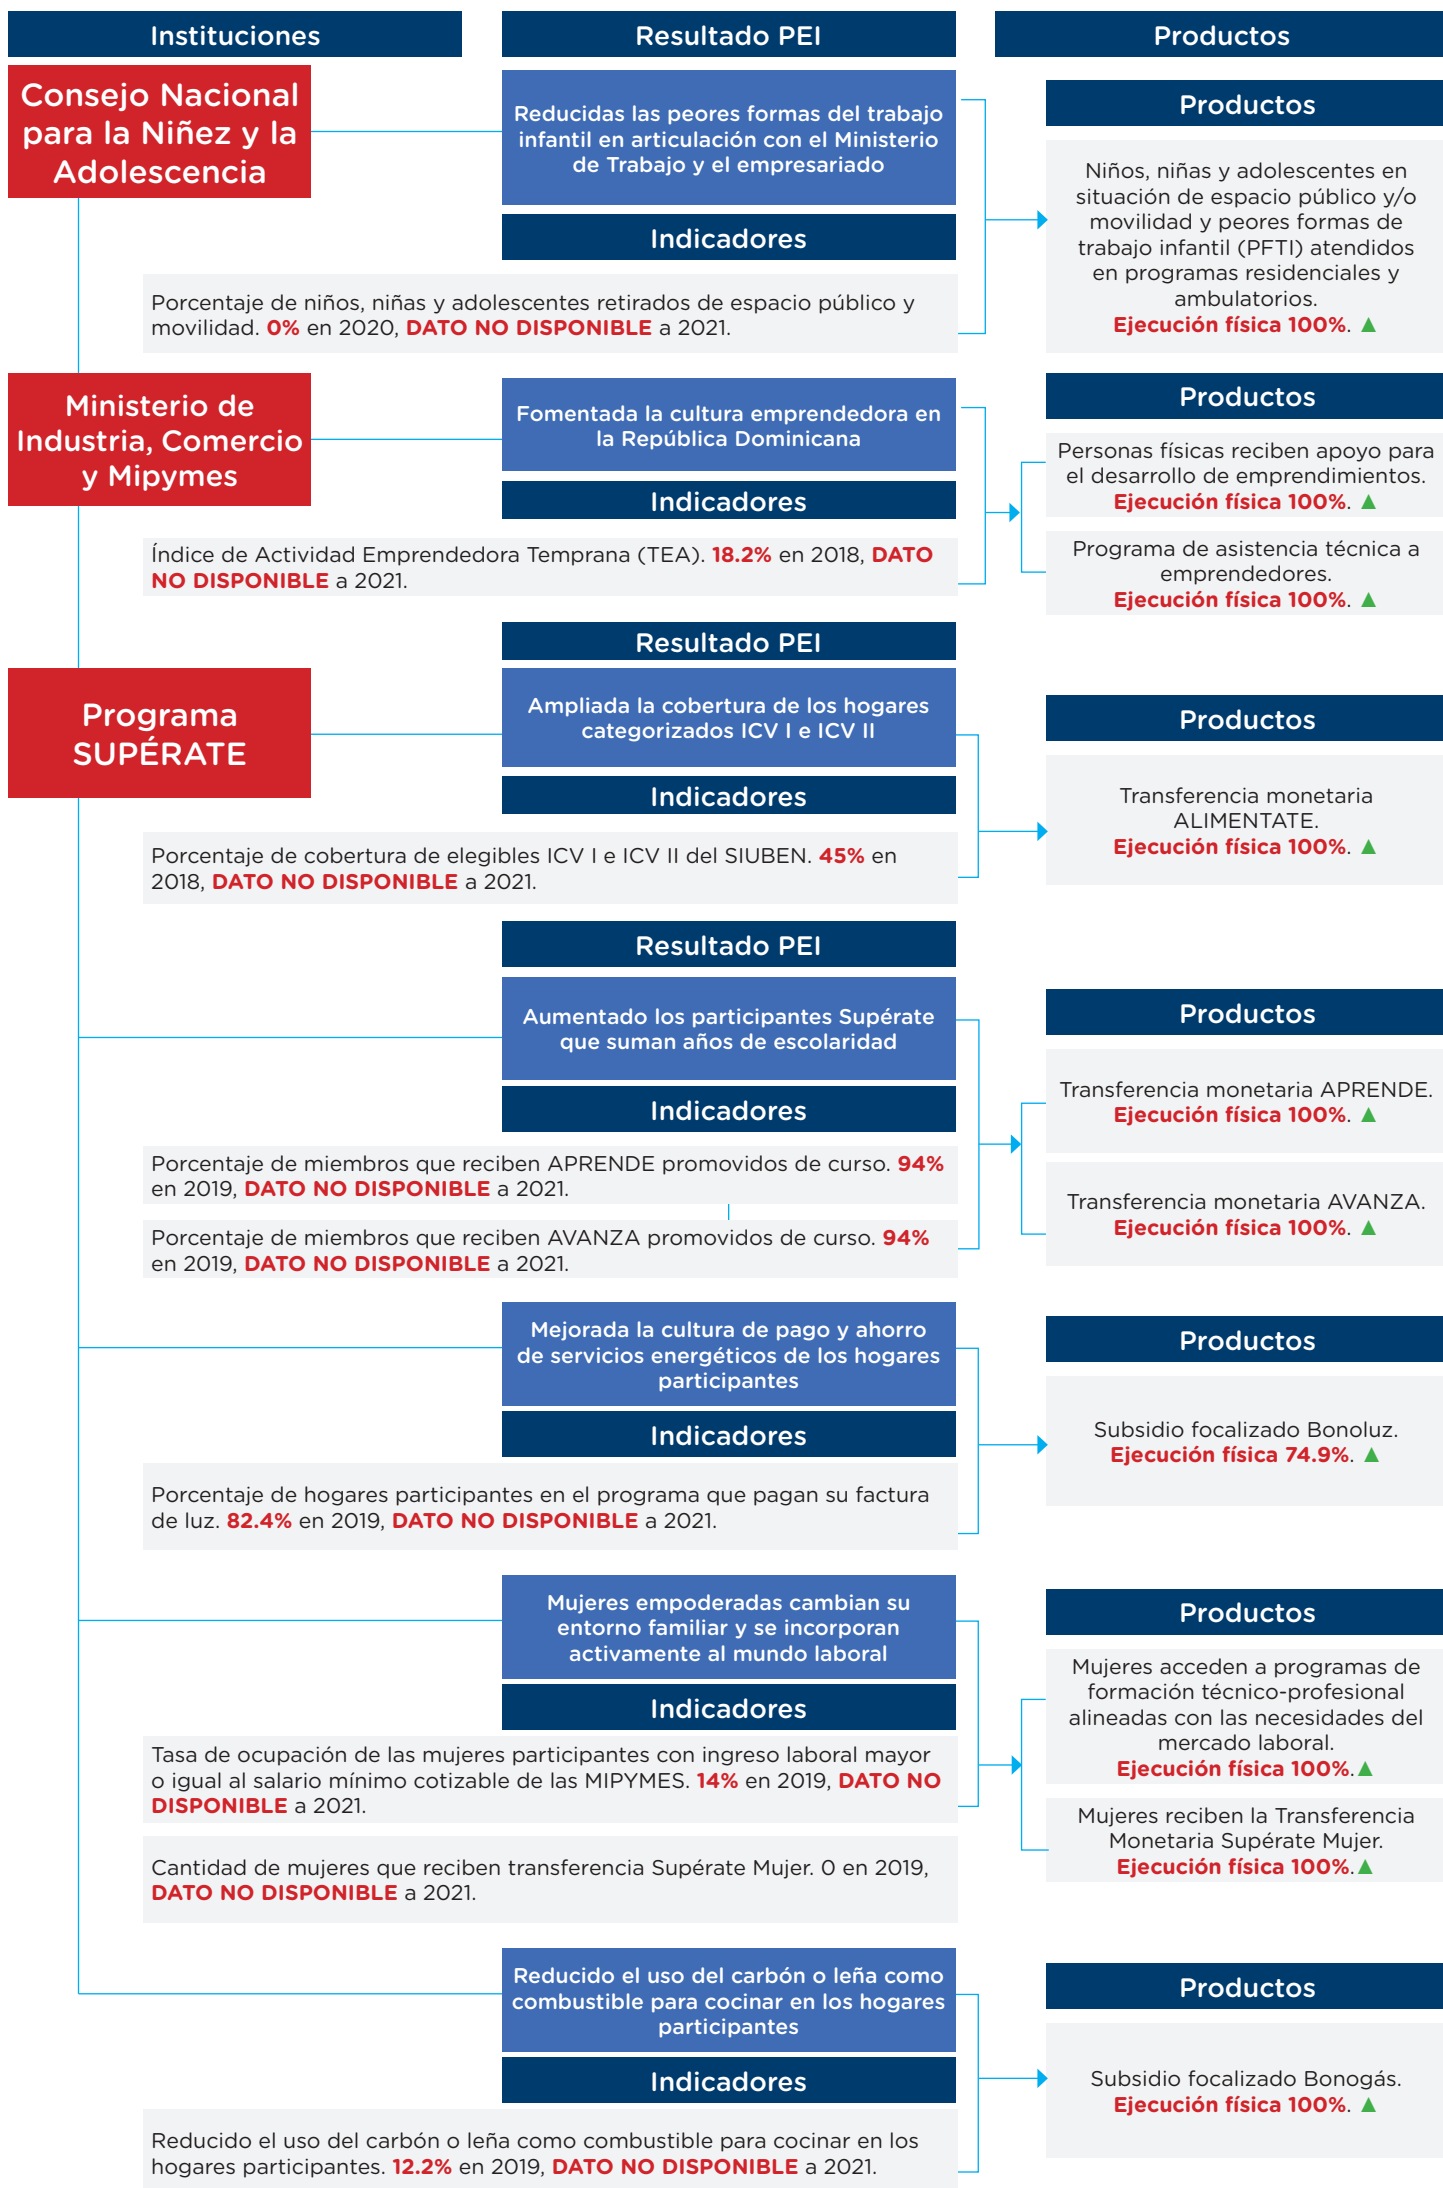 Instituciones
Resultado PEI
Productos
Consejo Nacional
para la Niñez y la
Adolescencia
Reducidas las peores formas del trabajo
infantil en articulación con el Ministerio
de Trabajo y el empresariado
Indicadores
Porcentaje de niños, niñas y adolescentes retirados de espacio público y
movilidad. 0% en 2020, DATO NO DISPONIBLE a 2021.
Productos
Niños, niñas y adolescentes en
situación de espacio público y/o
movilidad y peores formas de
trabajo infantil (PFTI) atendidos
en programas residenciales y
ambulatorios.
Ejecución física 100%. ▲
Ministerio de
Industria, Comercio
y Mipymes
Fomentada la cultura emprendedora en
la República Dominicana
Indicadores
Índice de Actividad Emprendedora Temprana (TEA). 18.2% en 2018, DATO
NO DISPONIBLE a 2021.
Productos
Personas físicas reciben apoyo para
el desarrollo de emprendimientos.
Ejecución física 100%. ▲
Programa de asistencia técnica a
emprendedores.
Ejecución física 100%. ▲
Programa
SUPÉRATE
Resultado PEI
Ampliada la cobertura de los hogares
categorizados ICV I e ICV II
Indicadores
Porcentaje de cobertura de elegibles ICV I e ICV II del SIUBEN. 45% en
2018, DATO NO DISPONIBLE a 2021.
Productos
Transferencia monetaria
ALIMENTATE.
Ejecución física 100%. ▲
Resultado PEI
Aumentado los participantes Supérate
que suman años de escolaridad
Indicadores
Porcentaje de miembros que reciben APRENDE promovidos de curso. 94%
en 2019, DATO NO DISPONIBLE a 2021.
Porcentaje de miembros que reciben AVANZA promovidos de curso. 94%
en 2019, DATO NO DISPONIBLE a 2021.
Productos
Transferencia monetaria APRENDE.
Ejecución física 100%. ▲
Transferencia monetaria AVANZA.
Ejecución física 100%. ▲
Mejorada la cultura de pago y ahorro
de servicios energéticos de los hogares
participantes
Indicadores
Porcentaje de hogares participantes en el programa que pagan su factura
de luz. 82.4% en 2019, DATO NO DISPONIBLE a 2021.
Productos
Subsidio focalizado Bonoluz.
Ejecución física 74.9%. ▲
Mujeres empoderadas cambian su
entorno familiar y se incorporan
activamente al mundo laboral
Indicadores
Tasa de ocupación de las mujeres participantes con ingreso laboral mayor
o igual al salario mínimo cotizable de las MIPYMES. 14% en 2019, DATO NO
DISPONIBLE a 2021.
Cantidad de mujeres que reciben transferencia Supérate Mujer. 0 en 2019,
DATO NO DISPONIBLE a 2021.
Productos
Mujeres acceden a programas de
formación técnico-profesional
alineadas con las necesidades del
mercado laboral.
Ejecución física 100%.▲
Mujeres reciben la Transferencia
Monetaria Supérate Mujer.
Ejecución física 100%.▲
Reducido el uso del carbón o leña como
combustible para cocinar en los hogares
participantes
Indicadores
Reducido el uso del carbón o leña como combustible para cocinar en los
hogares participantes. 12.2% en 2019, DATO NO DISPONIBLE a 2021.
Productos
Subsidio focalizado Bonogás.
Ejecución física 100%. ▲